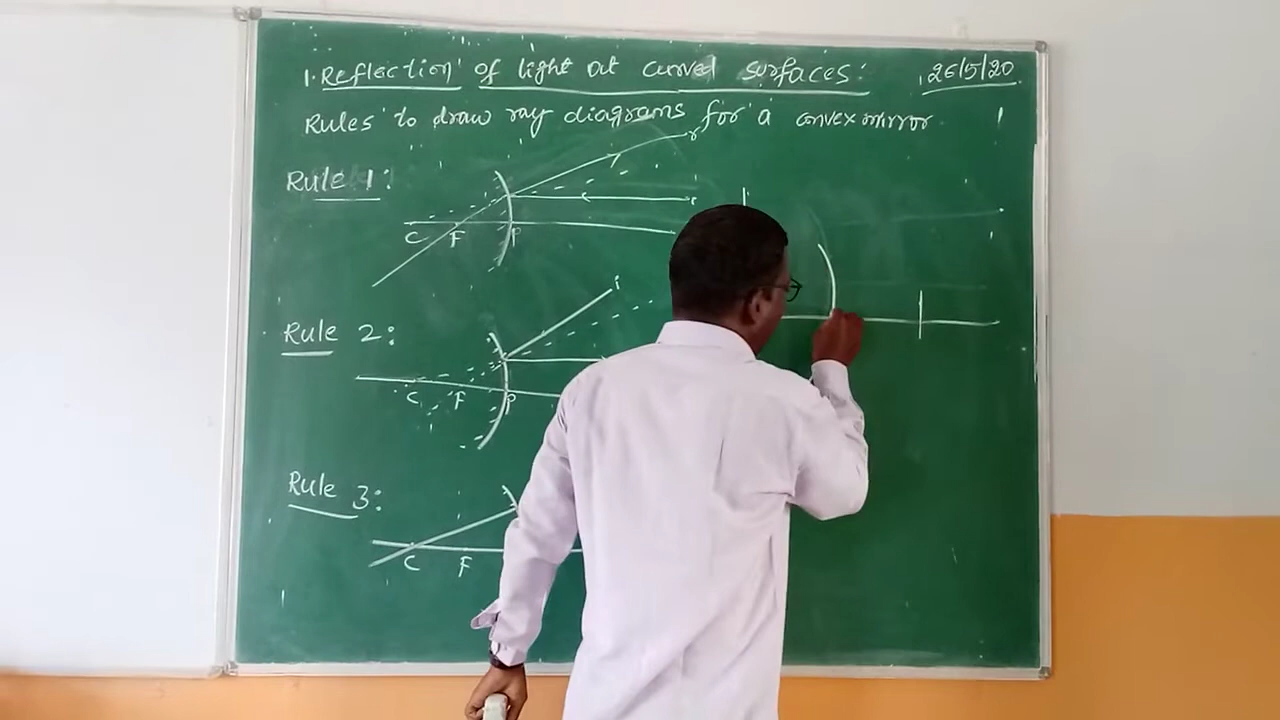 1. Reflection of light at curved surfaces: 26/5/20
Rules to draw ray diagrams for a convex mirror
Rule 1:
r
C F P
Rule 2:
i
C F P
Rule 3:
C F